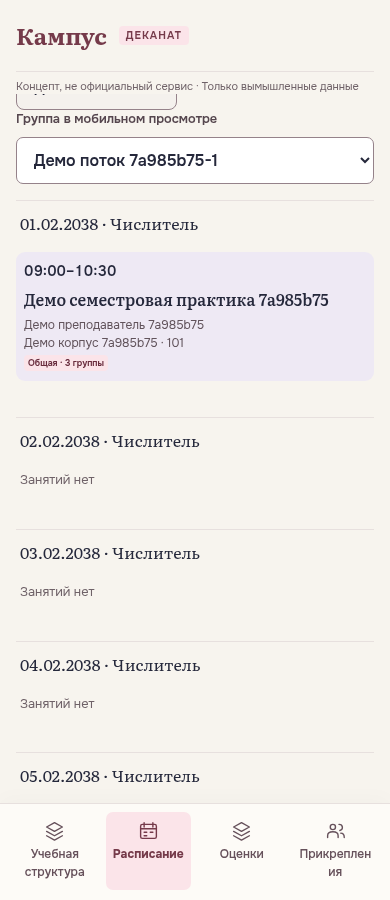 Кампус
ДЕКАНАТ
Концепт, не официальный сервис · Только вымышленные данные
Группа в мобильном просмотре
Демо поток 7a985b75-1
01.02.2038 · Числитель
09:00–10:30
Демо семестровая практика 7a985b75
Демо преподаватель 7a985b75
Демо корпус 7a985b75 · 101
Общая · 3 группы
02.02.2038 · Числитель
Занятий нет
03.02.2038 · Числитель
Занятий нет
04.02.2038 · Числитель
Занятий нет
05.02.2038 · Числитель
Учебная
структура
Расписание
Оценки
Прикреплен
ия